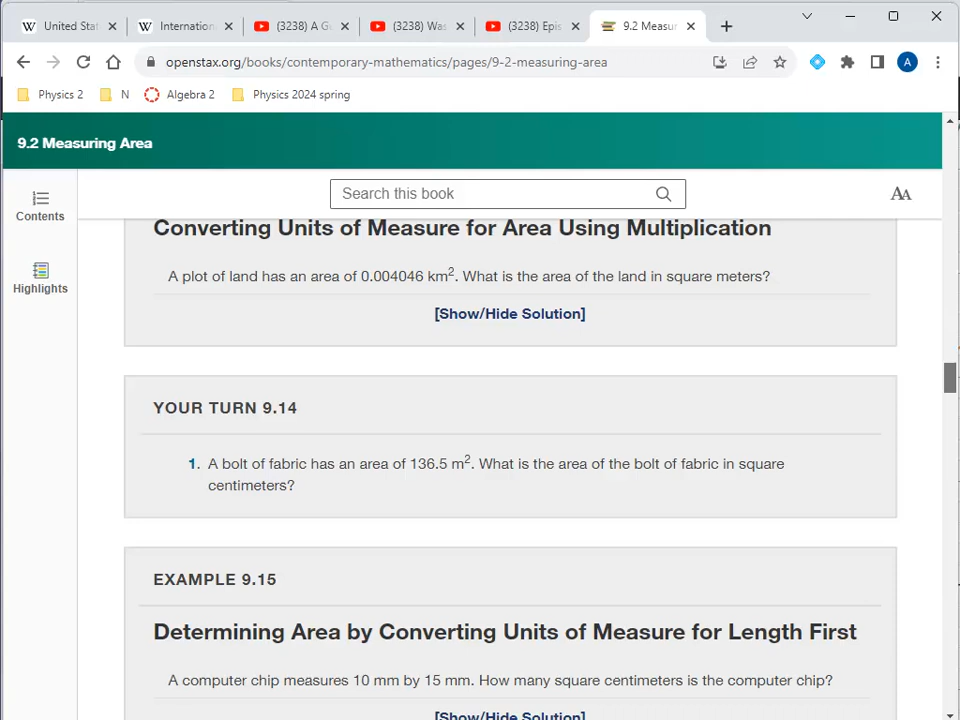 United Stat
Internation
(3238) A Gu
(3238) Was
(3238) Epis
9.2 Measur
openstax.org/books/contemporary-mathematics/pages/9-2-measuring-area
A
Physics 2
N
Algebra 2
Physics 2024 spring
9.2 Measuring Area
Contents
Highlights
Search this book
AA
Converting Units of Measure for Area Using Multiplication
A plot of land has an area of 0.004046 km². What is the area of the land in square meters?
[Show/Hide Solution]
YOUR TURN 9.14
1. A bolt of fabric has an area of 136.5 m². What is the area of the bolt of fabric in square
centimeters?
EXAMPLE 9.15
Determining Area by Converting Units of Measure for Length First
A computer chip measures 10 mm by 15 mm. How many square centimeters is the computer chip?
[Show/Hide Solution]